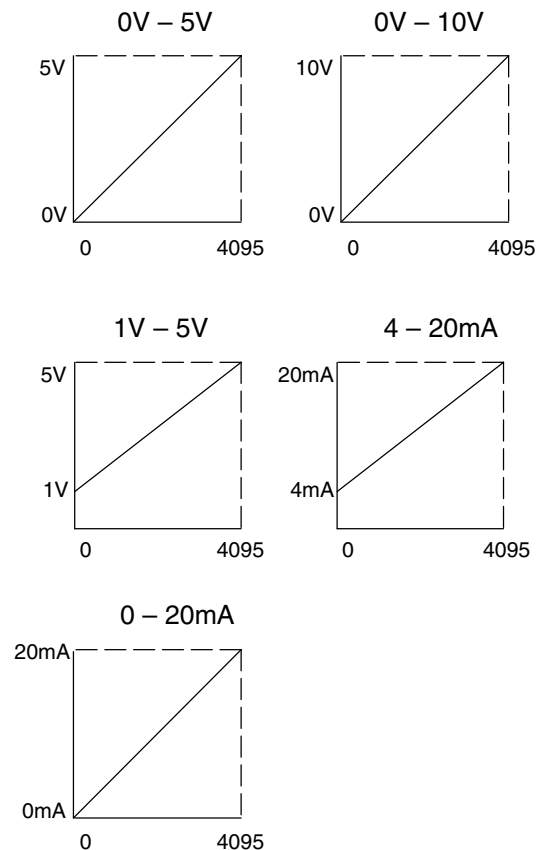 0V – 5V
5V
0V
0 4095
0V – 10V
10V
0V
0 4095
1V – 5V
5V
1V
0 4095
4 – 20mA
20mA
4mA
0 4095
0 – 20mA
20mA
0mA
0 4095